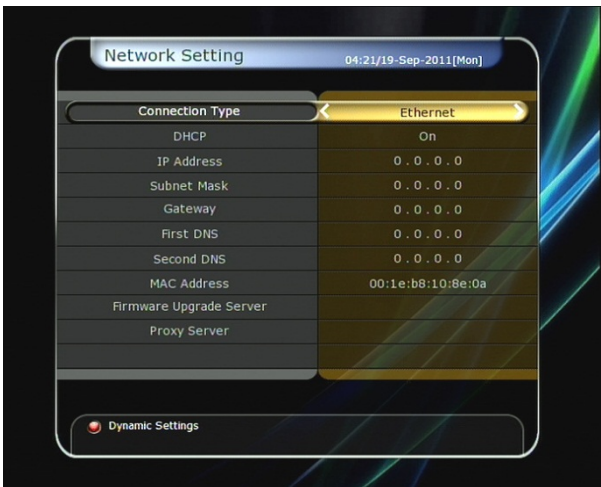 Network Setting 04:21/19-Sep-2011[Mon]
Connection Type Ethernet
DHCP On
IP Address 0 . 0 . 0 . 0
Subnet Mask 0 . 0 . 0 . 0
Gateway 0 . 0 . 0 . 0
First DNS 0 . 0 . 0 . 0
Second DNS 0 . 0 . 0 . 0
MAC Address 00:1e:b8:10:8e:0a
Firmware Upgrade Server
Proxy Server
Dynamic Settings